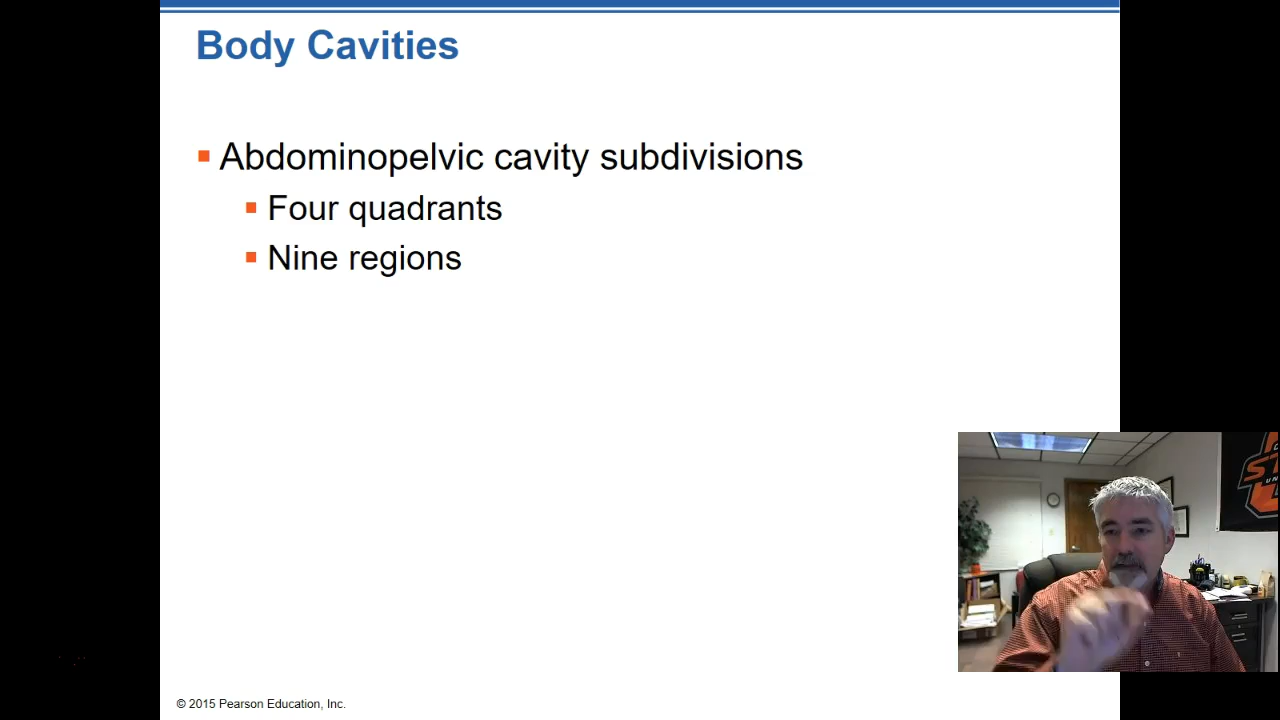 Body Cavities
Abdominopelvic cavity subdivisions
Four quadrants
Nine regions
© 2015 Pearson Education, Inc.